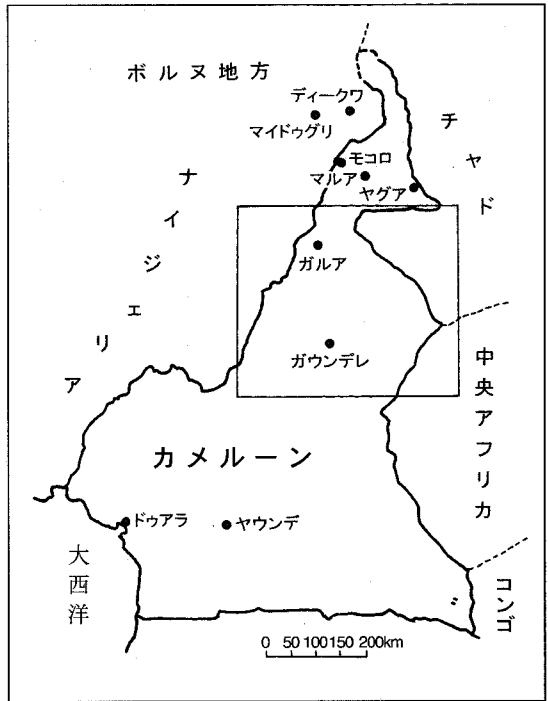 ボルヌ地方
ディークワ
マイドゥグリ
チャド
モコロ
マルア
ヤグア
ナイジェリア
ガルア
ガウンデレ
中央アフリカ
カメルーン
ドゥアラ
ヤウンデ
大西洋
コンゴ
0 50 100 150 200km